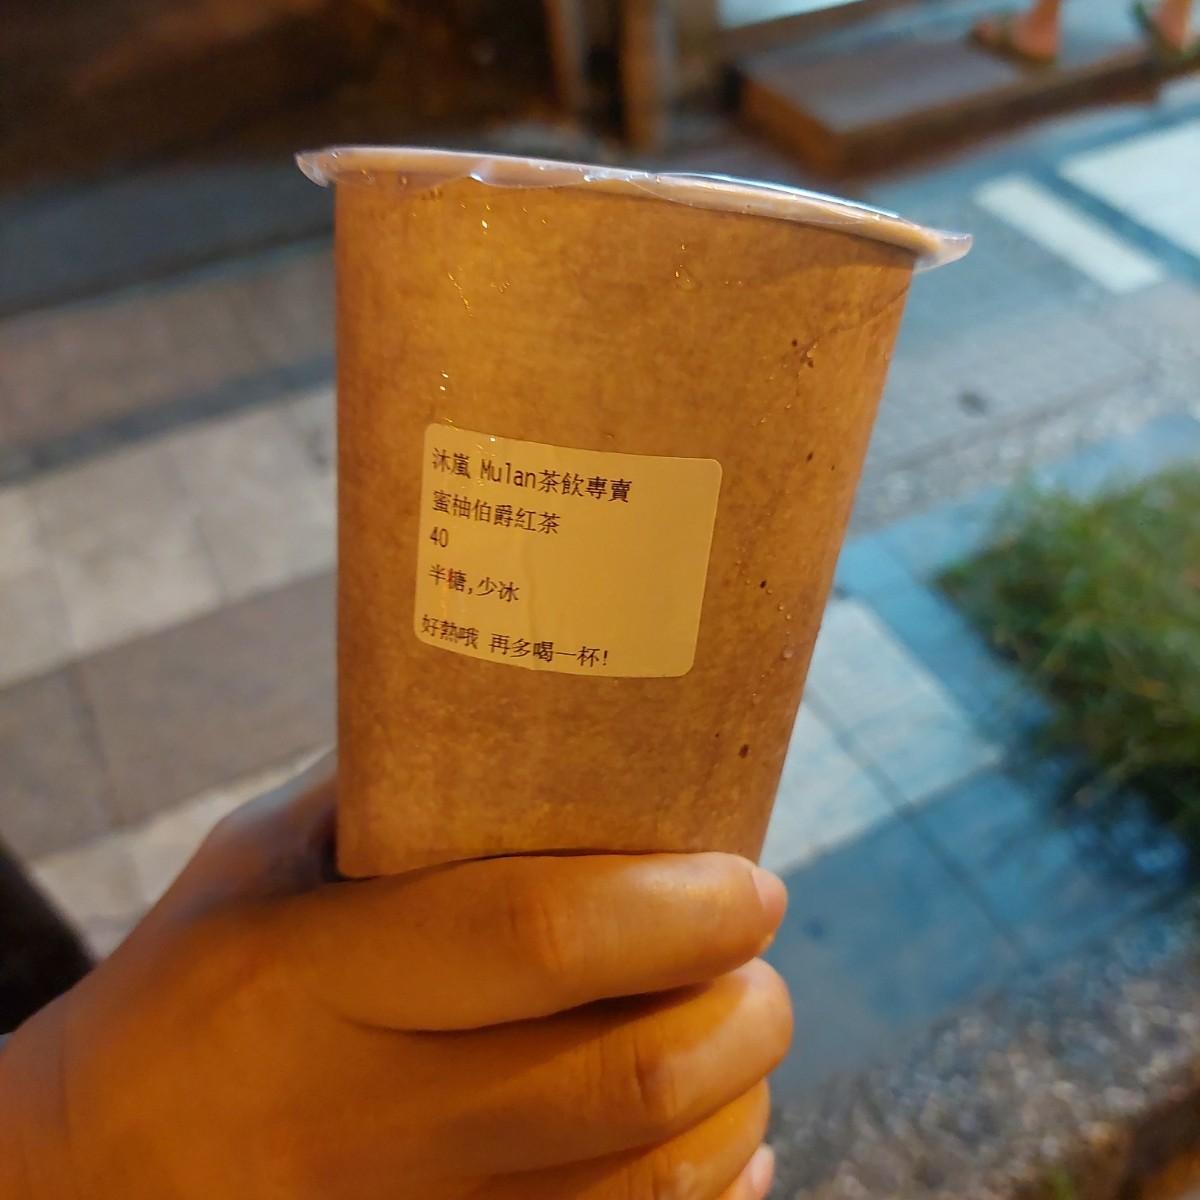 沐嵐 Mulan茶飲專賣
蜜柚伯爵紅茶
40
半糖,少冰
好熱哦 再多喝一杯!